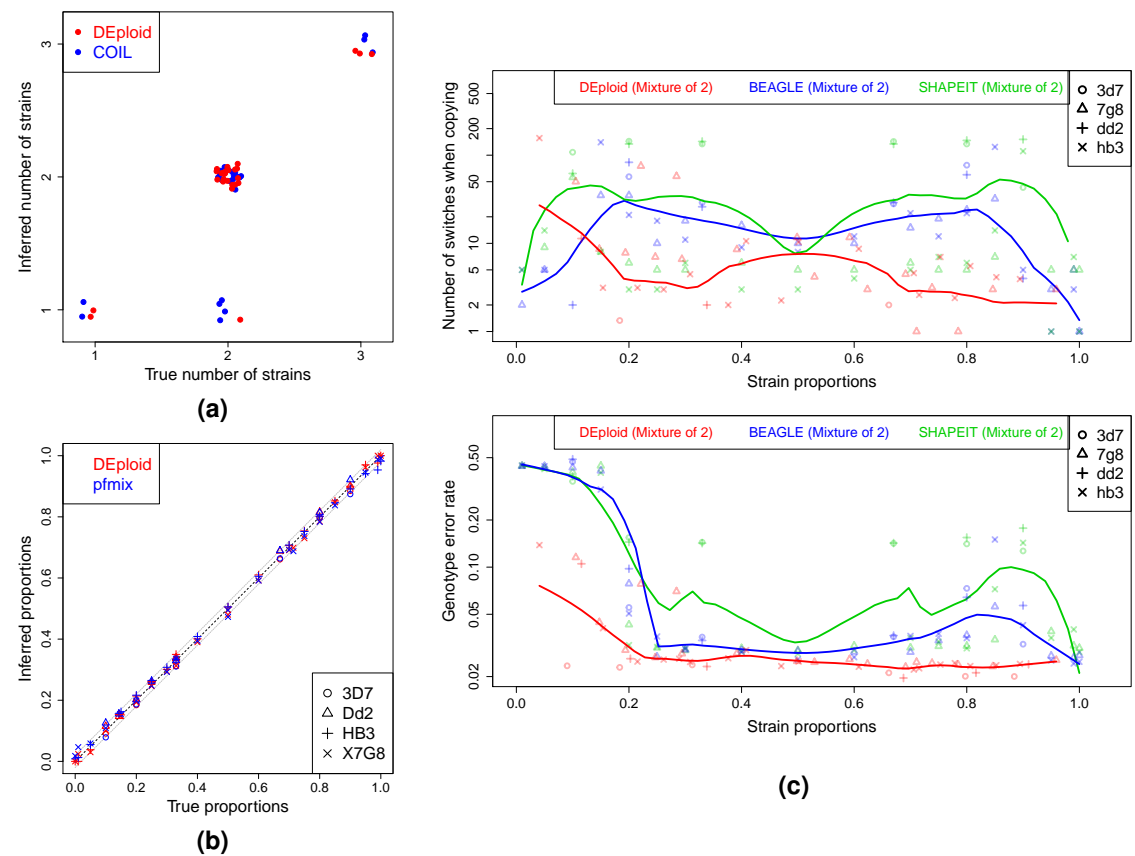 DEploid
COIL
Inferred number of strains
3
2
1
1 2 3
True number of strains
(a)
DEploid
pfmix
Inferred proportions
1.0
0.8
0.6
0.4
0.2
0.0
3D7
Dd2
HB3
X7G8
0.0 0.2 0.4 0.6 0.8 1.0
True proportions
(b)
DEploid (Mixture of 2) BEAGLE (Mixture of 2) SHAPEIT (Mixture of 2)
3d7
7g8
dd2
hb3
Number of switches when copying
500
200
50
20
10
5
2
1
0.0 0.2 0.4 0.6 0.8 1.0
Strain proportions
DEploid (Mixture of 2) BEAGLE (Mixture of 2) SHAPEIT (Mixture of 2)
3d7
7g8
dd2
hb3
Genotype error rate
0.50
0.20
0.10
0.05
0.02
0.0 0.2 0.4 0.6 0.8 1.0
Strain proportions
(c)